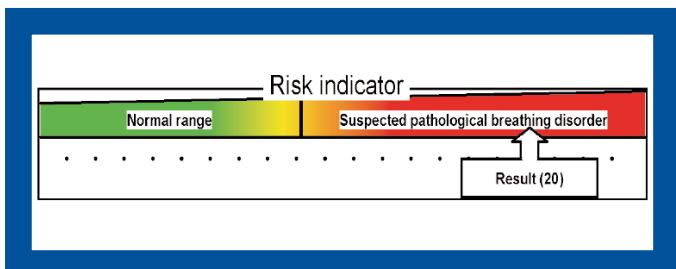 Risk indicator
Normal range
Suspected pathological breathing disorder
Result (20)